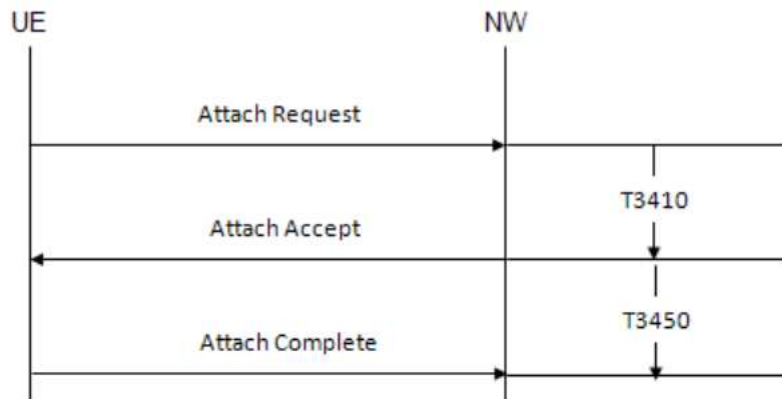 UE
NW
Attach Request
T3410
Attach Accept
T3450
Attach Complete